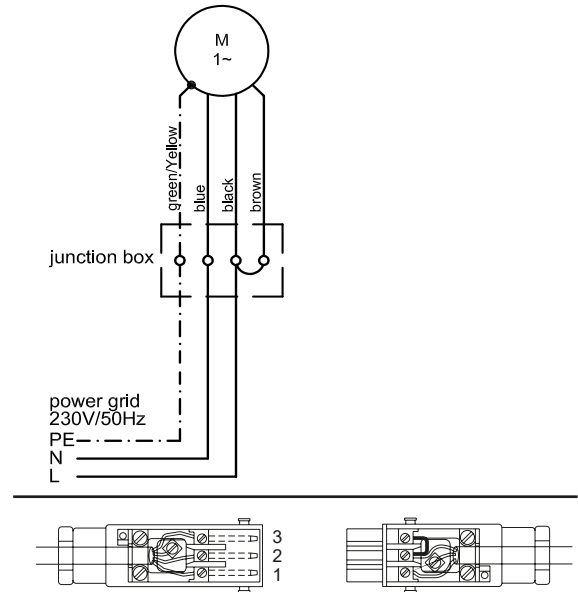 M
1~
green/Yellow
blue
black
brown
junction box
power grid
230V/50Hz
PE
N
L
3
2
1